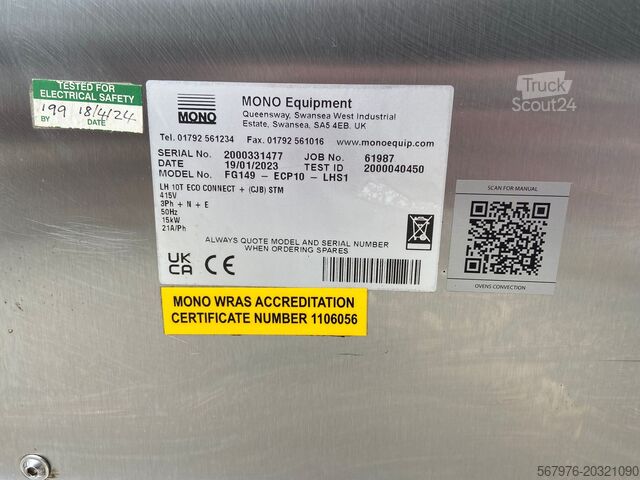 TESTED FOR
ELECTRICAL SAFETY
199 18/4/24
BY DATE
MONO
MONO Equipment
Queensway, Swansea West Industrial
Estate, Swansea, SA5 4EB. UK
Tel. 01792 561234 Fax. 01792 561016 www.monoequip.com
SERIAL No. 2000331477 JOB No. 61987
DATE 19/01/2023 TEST ID 2000040450
MODEL No. FG149 - ECP10 - LHS1
LH 10T ECO CONNECT + (CJB) STM
415V
3Ph + N + E
50Hz
15kW
21A/Ph
ALWAYS QUOTE MODEL AND SERIAL NUMBER
WHEN ORDERING SPARES
UK
CA CE
MONO WRAS ACCREDITATION
CERTIFICATE NUMBER 1106056
SCAN FOR MANUAL
OVENS CONVECTION
Truck
Scout24
567976-20321090